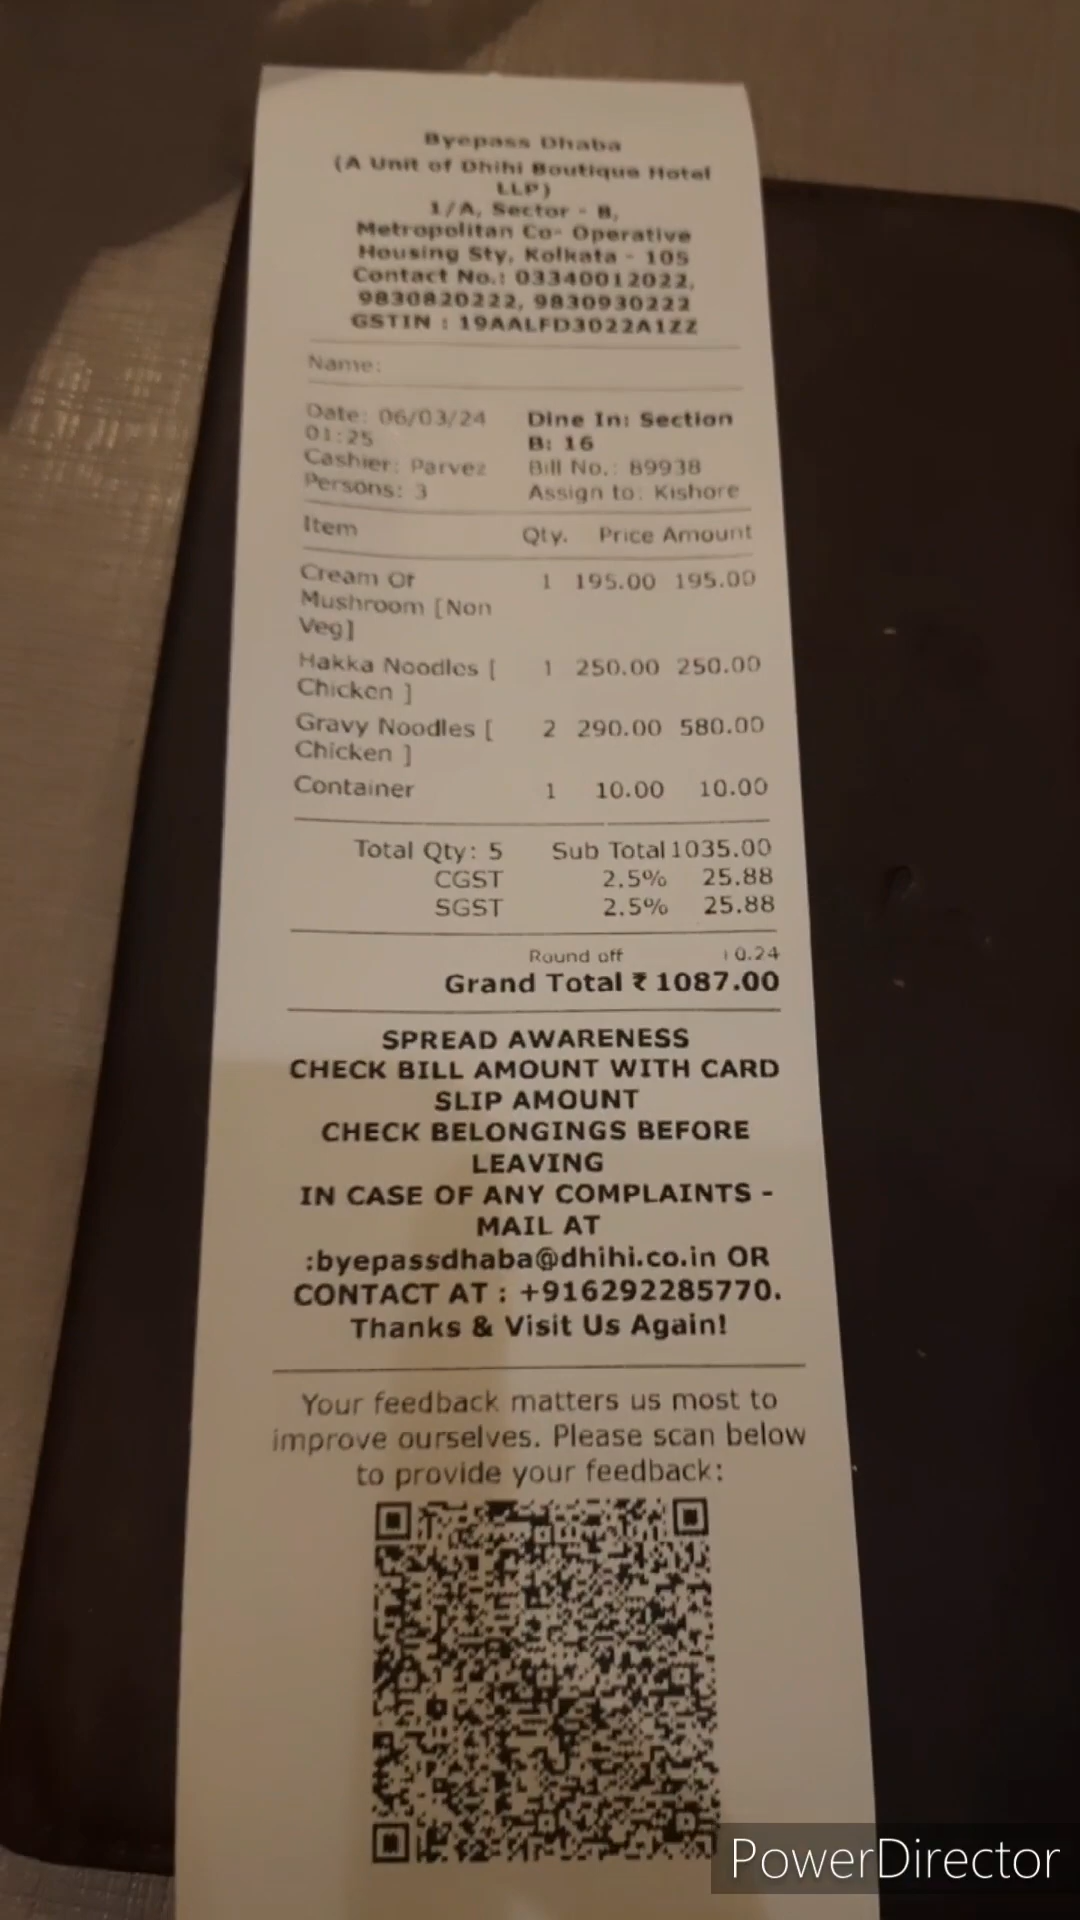 Byepass Dhaba
(A Unit of Dhihi Boutique Hotel
LLP)
1/A, Sector - B,
Metropolitan Co- Operative
Housing Sty, Kolkata - 105
Contact No.: 03340012022,
9830820222, 9830930222
GSTIN : 19AALFD3022A1ZZ
Name:
Date: 06/03/24 Dine In: Section
01:25 B: 16
Cashier: Parvez Bill No.: B9938
Persons: 3 Assign to: Kishore
Item Qty. Price Amount
Cream Of 1 195.00 195.00
Mushroom [Non
Veg]
Hakka Noodles [ 1 250.00 250.00
Chicken ]
Gravy Noodles [ 2 290.00 580.00
Chicken ]
Container 1 10.00 10.00
Total Qty: 5 Sub Total 1035.00
CGST 2.5% 25.88
SGST 2.5% 25.88
Round off +0.24
Grand Total ₹ 1087.00
SPREAD AWARENESS
CHECK BILL AMOUNT WITH CARD
SLIP AMOUNT
CHECK BELONGINGS BEFORE
LEAVING
IN CASE OF ANY COMPLAINTS -
MAIL AT
:byepassdhaba@dhihi.co.in OR
CONTACT AT : +916292285770.
Thanks & Visit Us Again!
Your feedback matters us most to
improve ourselves. Please scan below
to provide your feedback:
PowerDirector